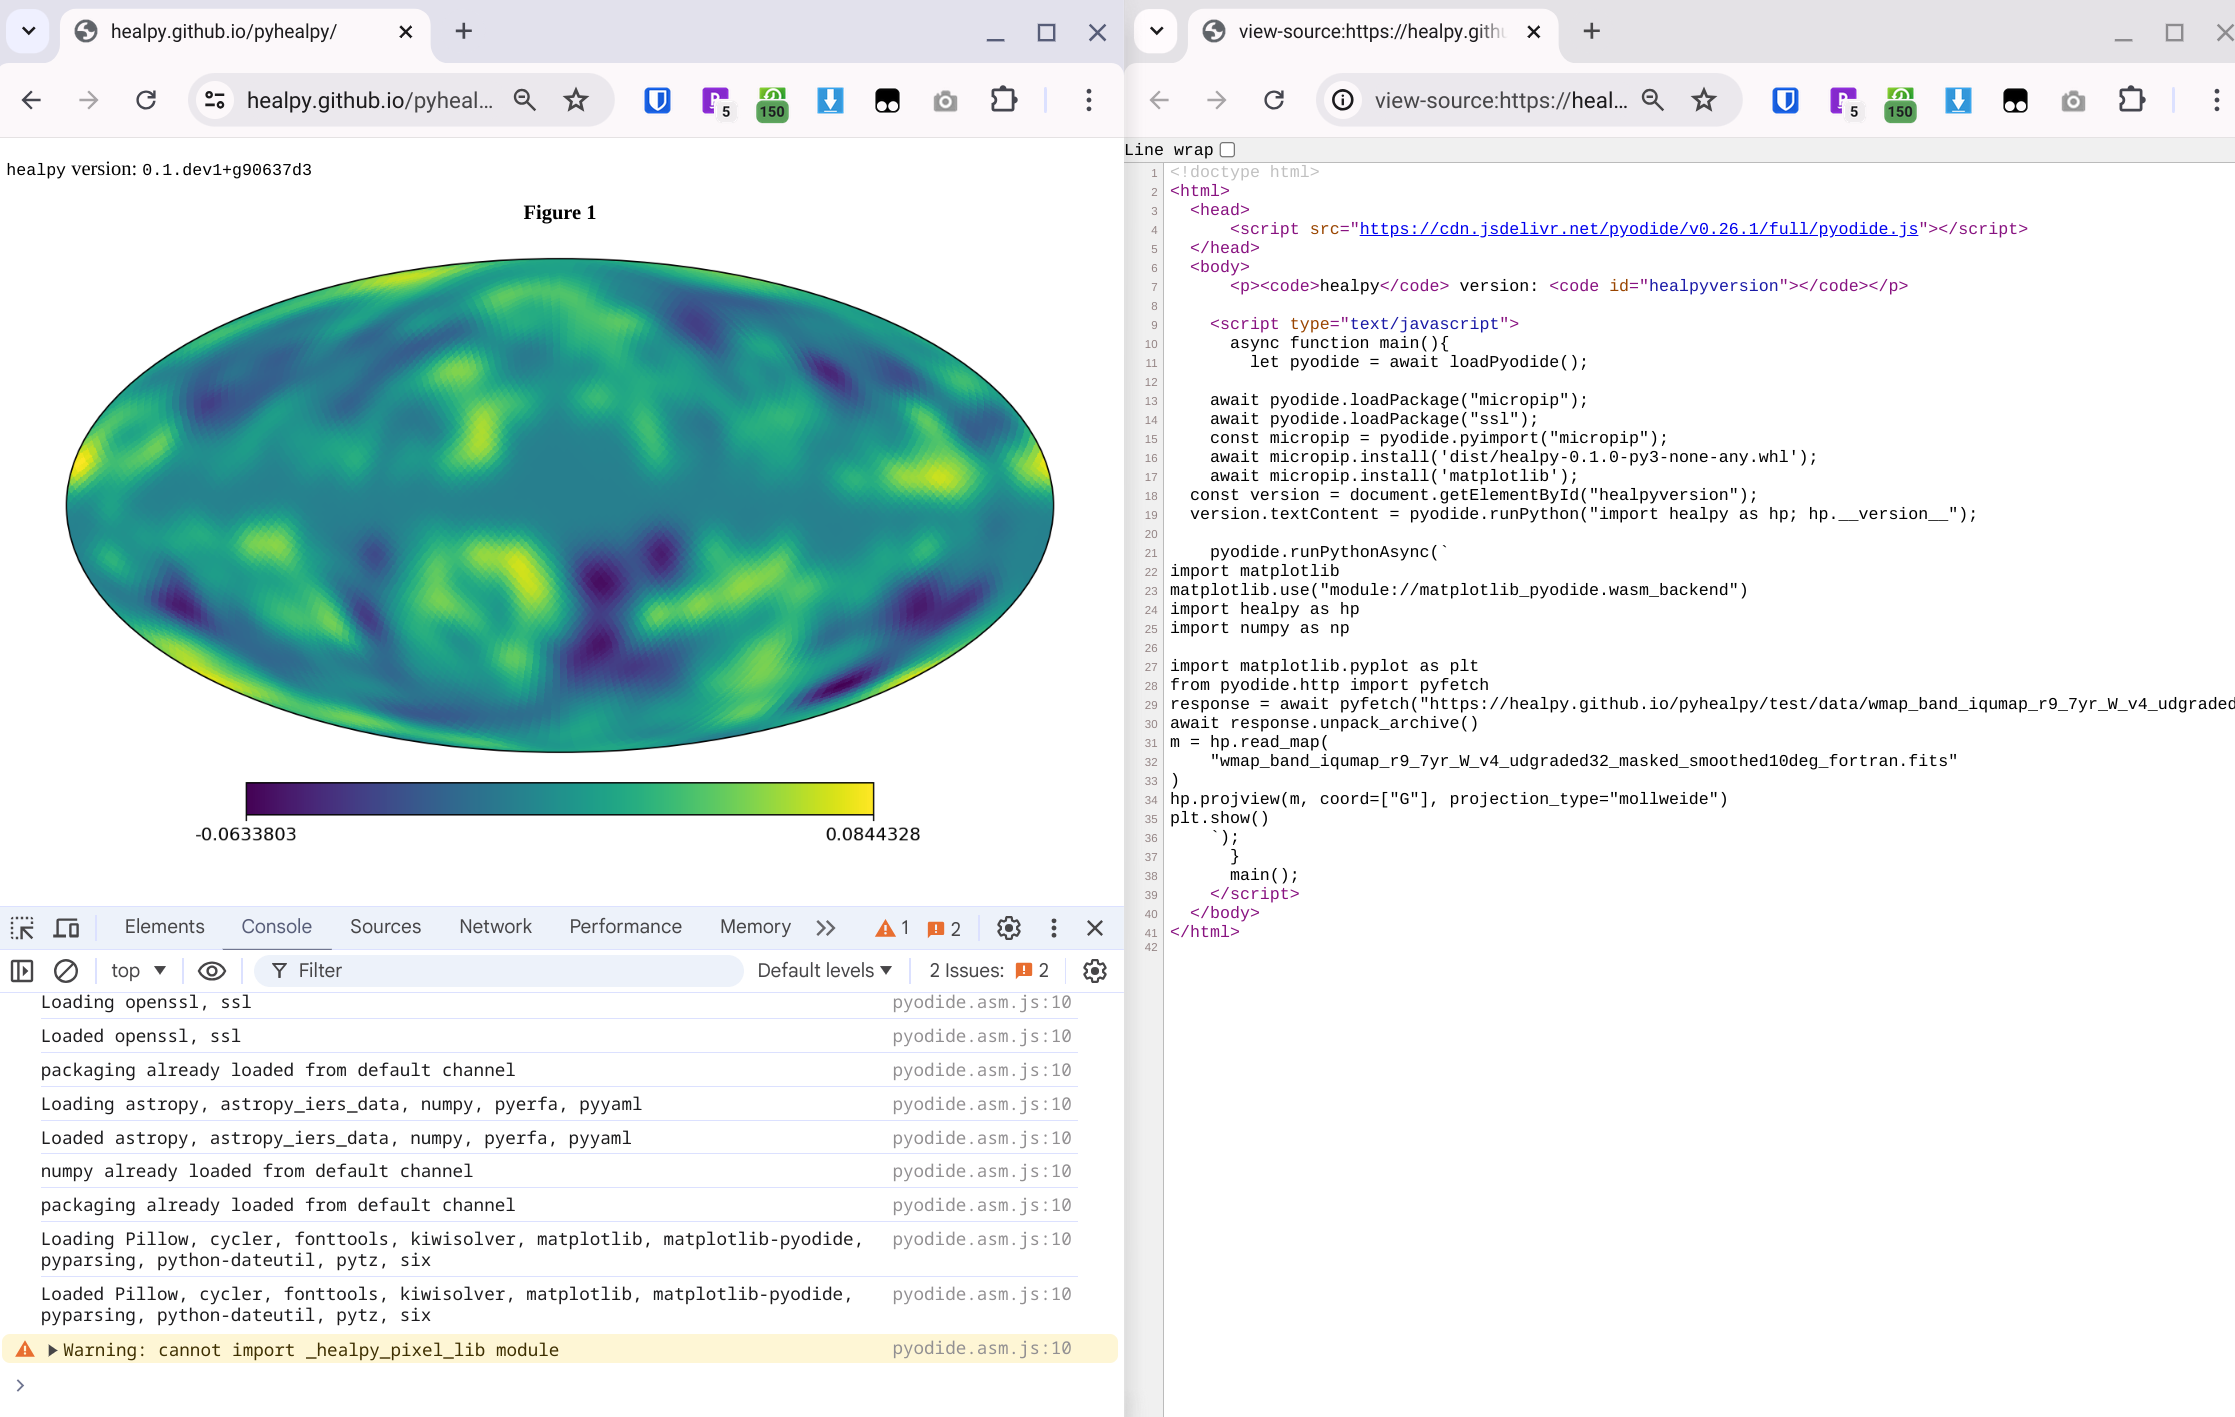 healpy.github.io/pyhealpy/
healpy.github.io/pyheal...
5
150
healpy version: 0.1.dev1+g90637d3
Figure 1
-0.0633803
0.0844328
Elements Console Sources Network Performance Memory 1 2
top Filter Default levels 2 Issues: 2
Loading openssl, ssl pyodide.asm.js:10
Loaded openssl, ssl pyodide.asm.js:10
packaging already loaded from default channel pyodide.asm.js:10
Loading astropy, astropy_iers_data, numpy, pyerfa, pyyaml pyodide.asm.js:10
Loaded astropy, astropy_iers_data, numpy, pyerfa, pyyaml pyodide.asm.js:10
numpy already loaded from default channel pyodide.asm.js:10
packaging already loaded from default channel pyodide.asm.js:10
Loading Pillow, cycler, fonttools, kiwisolver, matplotlib, matplotlib-pyodide, pyodide.asm.js:10
pyparsing, python-dateutil, pytz, six
Loaded Pillow, cycler, fonttools, kiwisolver, matplotlib, matplotlib-pyodide, pyodide.asm.js:10
pyparsing, python-dateutil, pytz, six
Warning: cannot import _healpy_pixel_lib module pyodide.asm.js:10
view-source:https://healpy.gith
view-source:https://heal...
5
150
Line wrap
1 <!doctype html>
2 <html>
3 <head>
4 <script src="https://cdn.jsdelivr.net/pyodide/v0.26.1/full/pyodide.js"></script>
5 </head>
6 <body>
7 <p><code>healpy</code> version: <code id="healpyversion"></code></p>
8
9 <script type="text/javascript">
10 async function main(){
11 let pyodide = await loadPyodide();
12
13 await pyodide.loadPackage("micropip");
14 await pyodide.loadPackage("ssl");
15 const micropip = pyodide.pyimport("micropip");
16 await micropip.install('dist/healpy-0.1.0-py3-none-any.whl');
17 await micropip.install('matplotlib');
18 const version = document.getElementById("healpyversion");
19 version.textContent = pyodide.runPython("import healpy as hp; hp.__version__");
20
21 pyodide.runPythonAsync(`
22 import matplotlib
23 matplotlib.use("module://matplotlib_pyodide.wasm_backend")
24 import healpy as hp
25 import numpy as np
26
27 import matplotlib.pyplot as plt
28 from pyodide.http import pyfetch
29 response = await pyfetch("https://healpy.github.io/pyhealpy/test/data/wmap_band_iqumap_r9_7yr_W_v4_udgraded
30 await response.unpack_archive()
31 m = hp.read_map(
32 "wmap_band_iqumap_r9_7yr_W_v4_udgraded32_masked_smoothed10deg_fortran.fits"
33 )
34 hp.projview(m, coord=["G"], projection_type="mollweide")
35 plt.show()
36 `);
37 }
38 main();
39 </script>
40 </body>
41 </html>
42